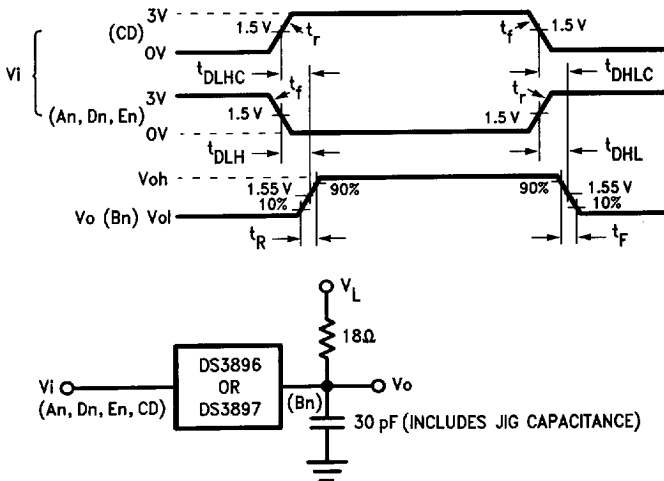 3V
(CD)
1.5 V
tr
tf
1.5 V
0V
Vi
tDLHC
tDHLC
3V
tf
tr
(An, Dn, En)
1.5V
1.5V
0V
tDLH
tDHL
Voh
1.55 V
90%
90%
1.55 V
10%
10%
Vo (Bn) Vol
tR
tF
VL
18Ω
DS3896
OR
DS3897
Vi
(An, Dn, En, CD)
(Bn)
Vo
30 pF (INCLUDES JIG CAPACITANCE)